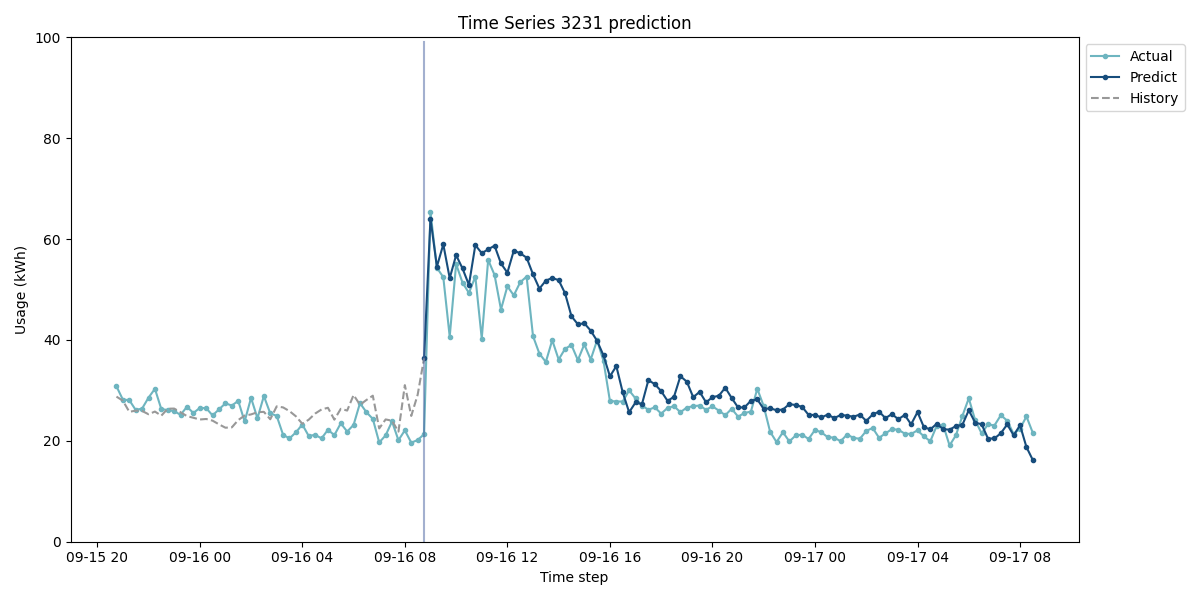 Time Series 3231 prediction
100
80
60
40
20
0
Usage (kWh)
09-15 20
09-16 00
09-16 04
09-16 08
09-16 12
09-16 16
09-16 20
09-17 00
09-17 04
09-17 08
Time step
Actual
Predict
History